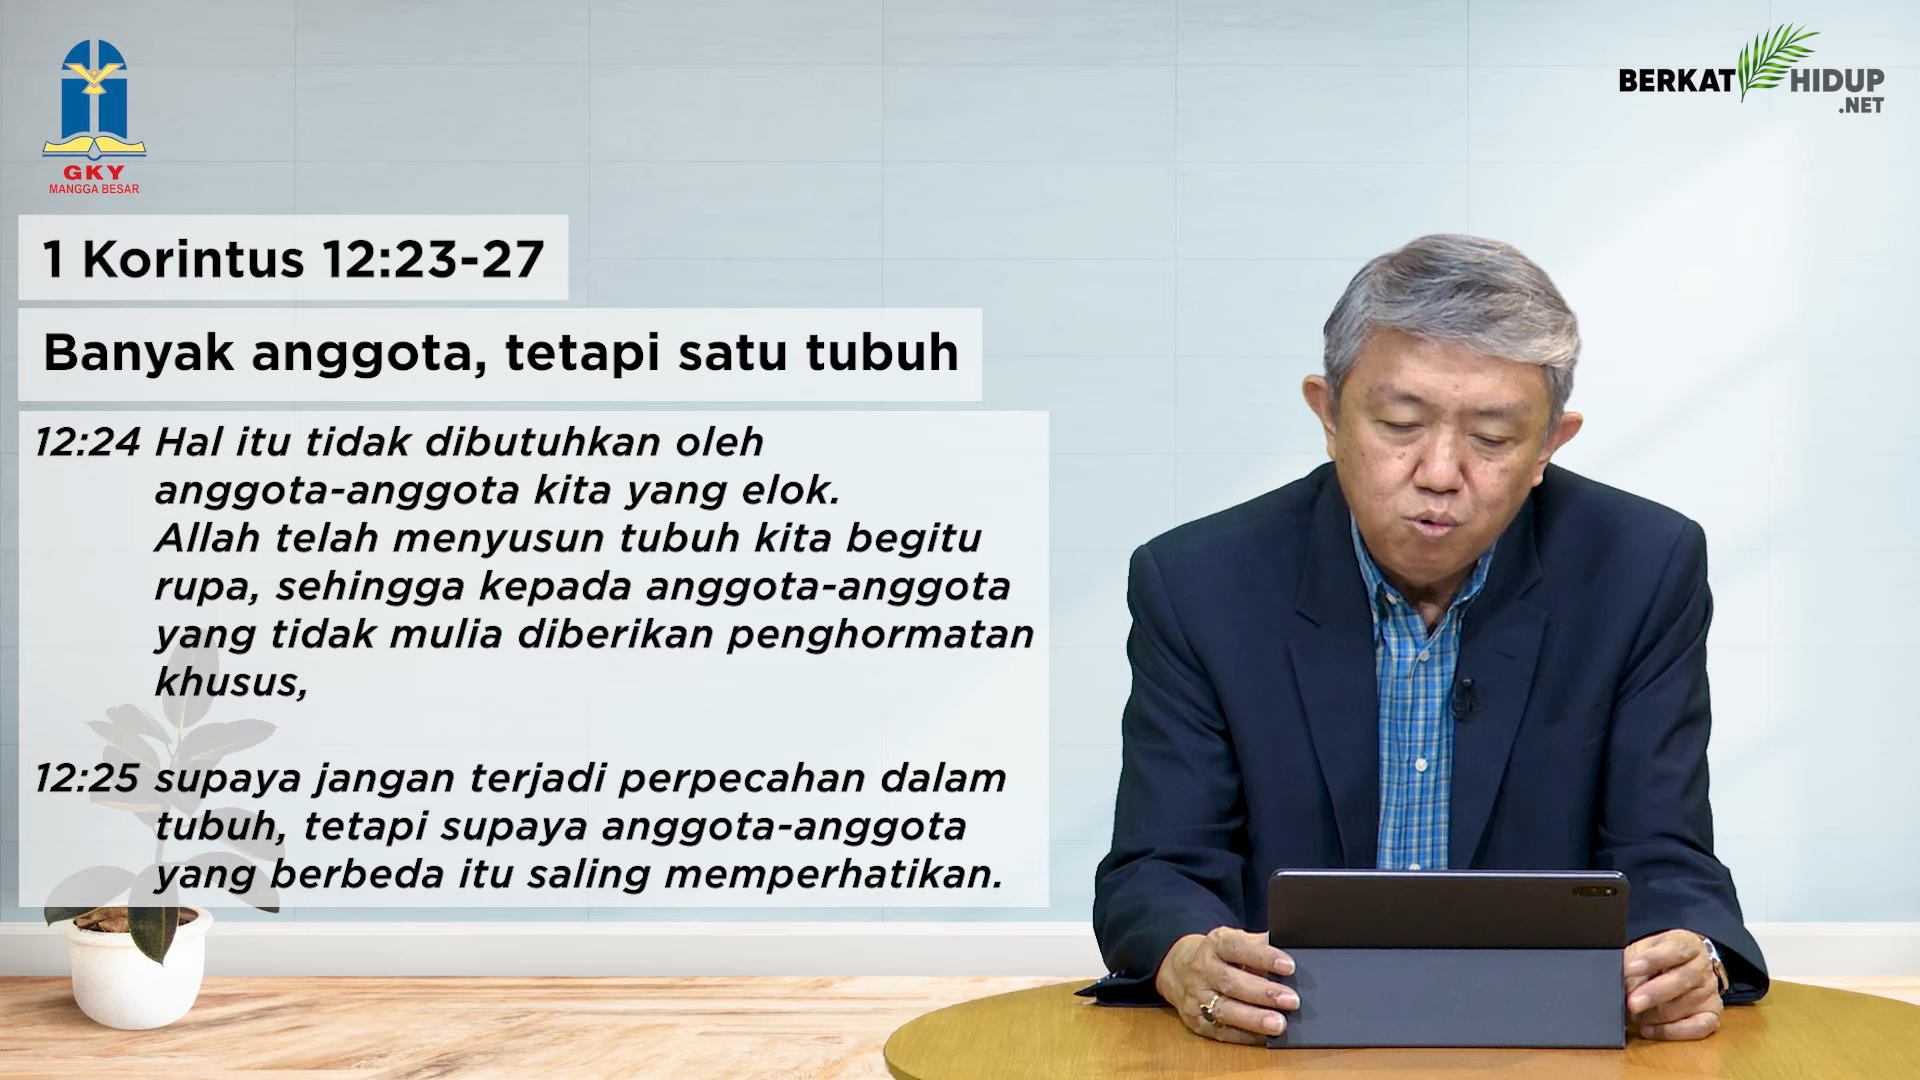 GKY
MANGGA BESAR
BERKAT HIDUP
.NET
1 Korintus 12:23-27
Banyak anggota, tetapi satu tubuh
12:24 Hal itu tidak dibutuhkan oleh
anggota-anggota kita yang elok.
Allah telah menyusun tubuh kita begitu
rupa, sehingga kepada anggota-anggota
yang tidak mulia diberikan penghormatan
khusus,
12:25 supaya jangan terjadi perpecahan dalam
tubuh, tetapi supaya anggota-anggota
yang berbeda itu saling memperhatikan.